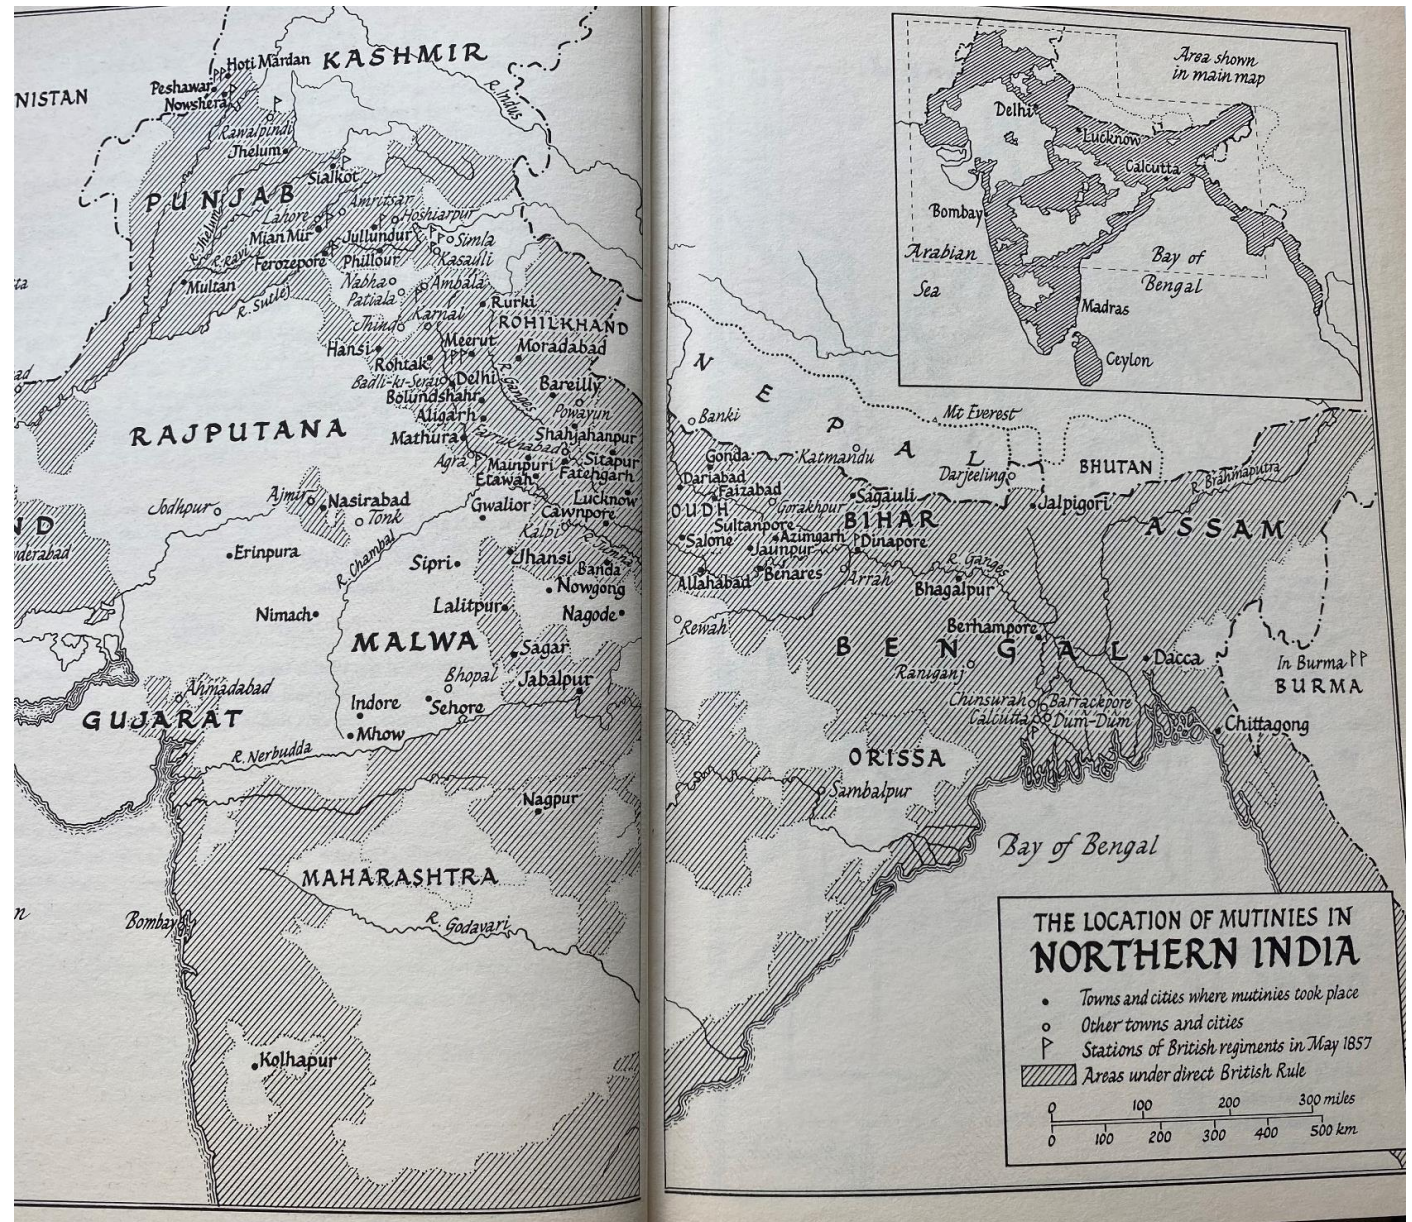 NISTAN
Hoti Mardan
KASHMIR
Peshawar
Nowshera
R. Indus
Rawalpindi
Jhelum
Sialkot
PUNJAB
Amritsar
Lahore
Hoshiarpur
Mian Mir
Jullundur
Simla
R. Jhelum
R. Ravi
Ferozepore
Phillour
Kasauli
Multan
Nabha
Ambala
Patiala
R. Sutlej
Karnal
Rurki
Jhind
ROHILKHAND
Hansi
Meerut
Moradabad
Rohtak
Badli-ki-Serai
Delhi
R. Ganges
Bareilly
Bolundshahr
Aligarh
Powayun
RAJPUTANA
Mathura
Farrukhabad
Shahjahanpur
Agra
Mainpuri
Sitapur
Etawah
Fatehgarh
Ajmir
Nasirabad
Lucknow
Jodhpur
Tonk
Gwalior
Cawnpore
Kalpi
ND
R. Jumna
yderabad
Erinpura
R. Chambal
Sipri
Jhansi
Banda
Nowgong
Nimach
Lalitpur
Nagode
MALWA
Sagar
Bhopal
Jabalpur
Ahmadabad
Indore
Sehore
GUJARAT
Mhow
R. Nerbudda
Nagpur
MAHARASHTRA
Bombay
R. Godavari
Kolhapur
Area shown
in main map
Delhi
Lucknow
Calcutta
Bombay
Arabian
Sea
Bay of
Bengal
Madras
Ceylon
NEPAL
Banki
Mt Everest
Katmandu
Darjeeling
BHUTAN
Gonda
Dariabad
Faizabad
Gorakhpur
Sagauli
Jalpigori
R. Brahmaputra
OUDH
BIHAR
ASSAM
Sultanpore
Salone
Azimgarh
Dinapore
Jaunpur
Allahabad
Benares
Arrah
R. Ganges
Bhagalpur
Rewah
Berhampore
BENGAL
Dacca
Raniganj
In Burma
BURMA
Chinsurah
Barrackpore
Calcutta
Dum-Dum
Chittagong
ORISSA
Sambalpur
Bay of Bengal
THE LOCATION OF MUTINIES IN
NORTHERN INDIA
Towns and cities where mutinies took place
Other towns and cities
Stations of British regiments in May 1857
Areas under direct British Rule
0 100 200 300 miles
0 100 200 300 400 500 km